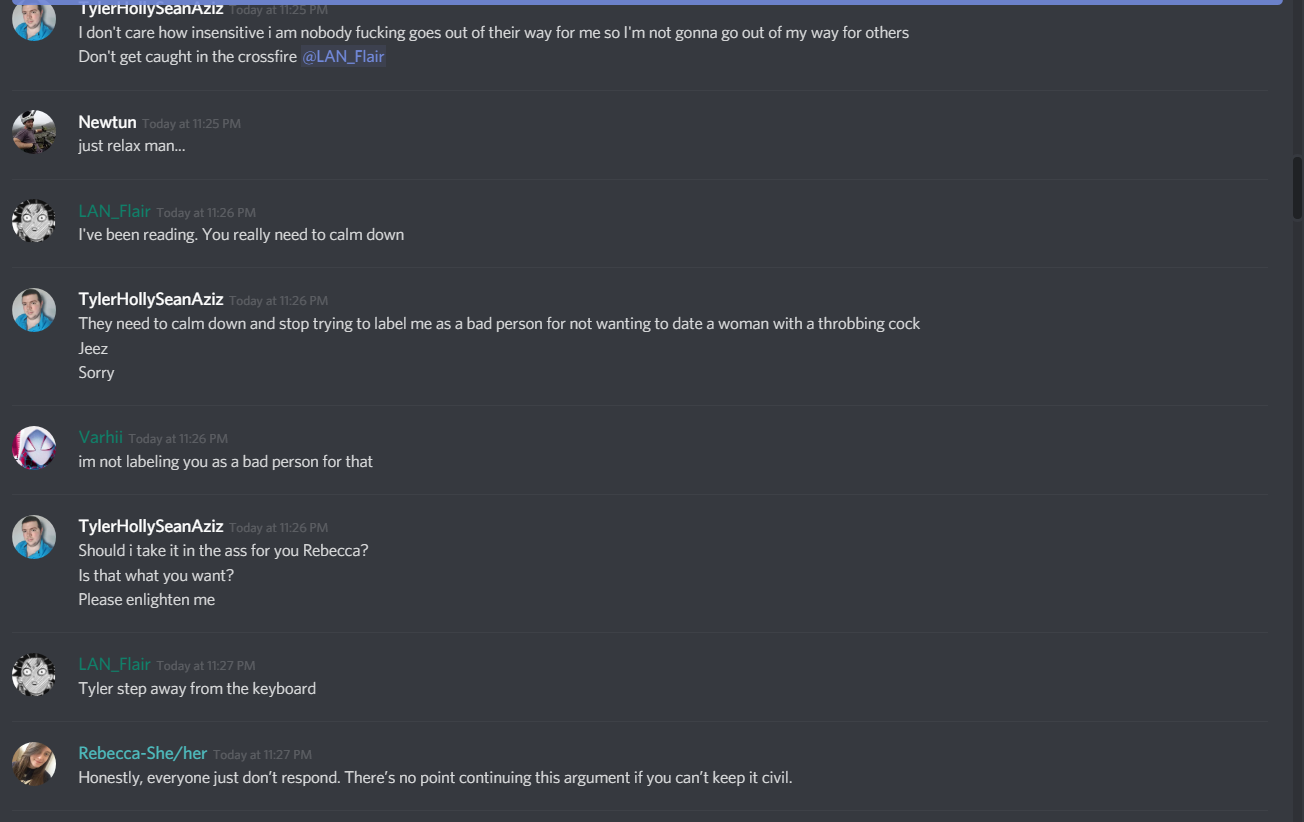 TylerHollySeanAziz Today at 11:25 PM
I don't care how insensitive i am nobody fucking goes out of their way for me so I'm not gonna go out of my way for others
Don't get caught in the crossfire @LAN_Flair
Newtun Today at 11:25 PM
just relax man...
LAN_Flair Today at 11:26 PM
I've been reading. You really need to calm down
TylerHollySeanAziz Today at 11:26 PM
They need to calm down and stop trying to label me as a bad person for not wanting to date a woman with a throbbing cock
Jeez
Sorry
Varhii Today at 11:26 PM
im not labeling you as a bad person for that
TylerHollySeanAziz Today at 11:26 PM
Should i take it in the ass for you Rebecca?
Is that what you want?
Please enlighten me
LAN_Flair Today at 11:27 PM
Tyler step away from the keyboard
Rebecca-She/her Today at 11:27 PM
Honestly, everyone just don’t respond. There’s no point continuing this argument if you can’t keep it civil.